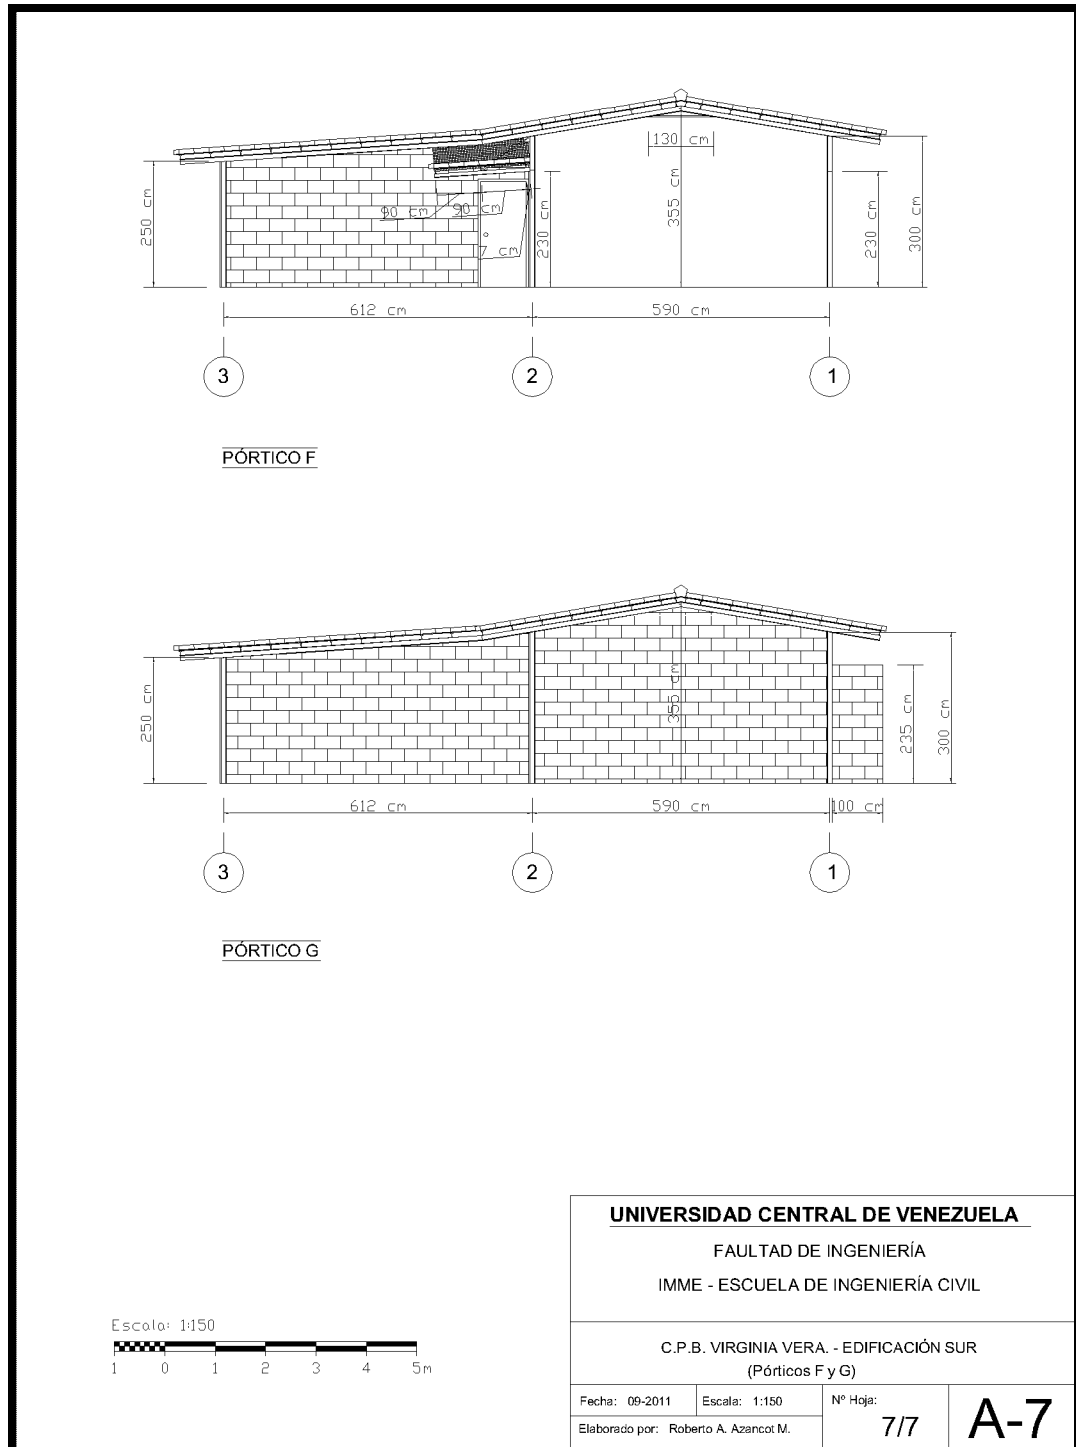 130 cm
355 cm
250 cm
90 cm
90 cm
7 cm
230 cm
230 cm
300 cm
612 cm
590 cm
3
2
1
PÓRTICO F
250 cm
355 cm
235 cm
300 cm
612 cm
590 cm
100 cm
3
2
1
PÓRTICO G
UNIVERSIDAD CENTRAL DE VENEZUELA
FAULTAD DE INGENIERÍA
IMME - ESCUELA DE INGENIERÍA CIVIL
C.P.B. VIRGINIA VERA. - EDIFICACIÓN SUR
(Pórticos F y G)
Fecha: 09-2011
Escala: 1:150
Nº Hoja:
7/7
A-7
Elaborado por: Roberto A. Azancot M.
Escala: 1:150
1 0 1 2 3 4 5m